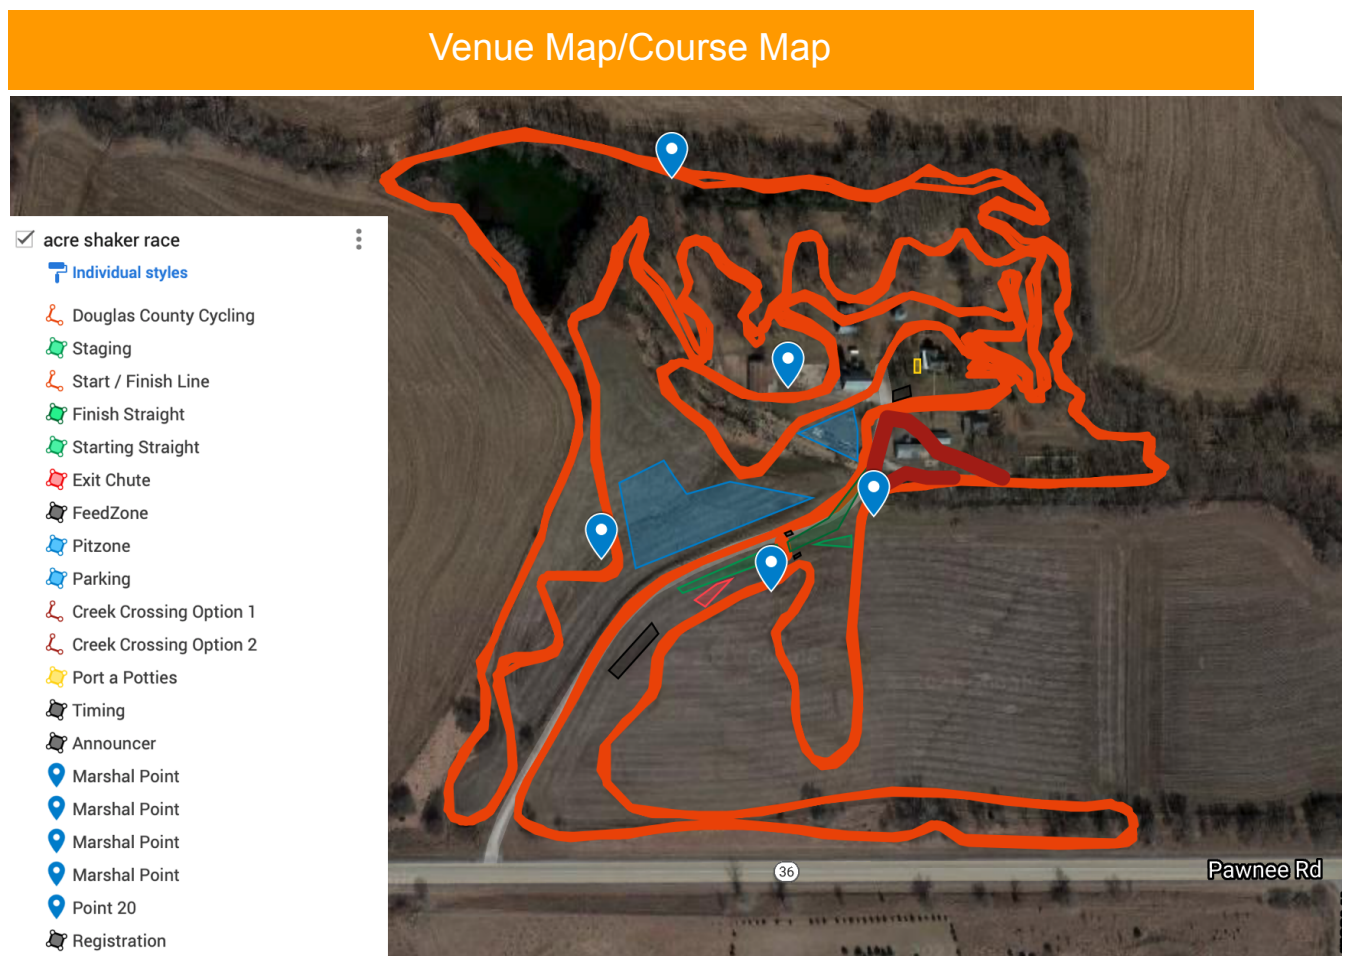 Venue Map/Course Map
acre shaker race
Individual styles
Douglas County Cycling
Staging
Start / Finish Line
Finish Straight
Starting Straight
Exit Chute
FeedZone
Pitzone
Parking
Creek Crossing Option 1
Creek Crossing Option 2
Port a Potties
Timing
Announcer
Marshal Point
Marshal Point
Marshal Point
Marshal Point
Point 20
Registration
36
Pawnee Rd